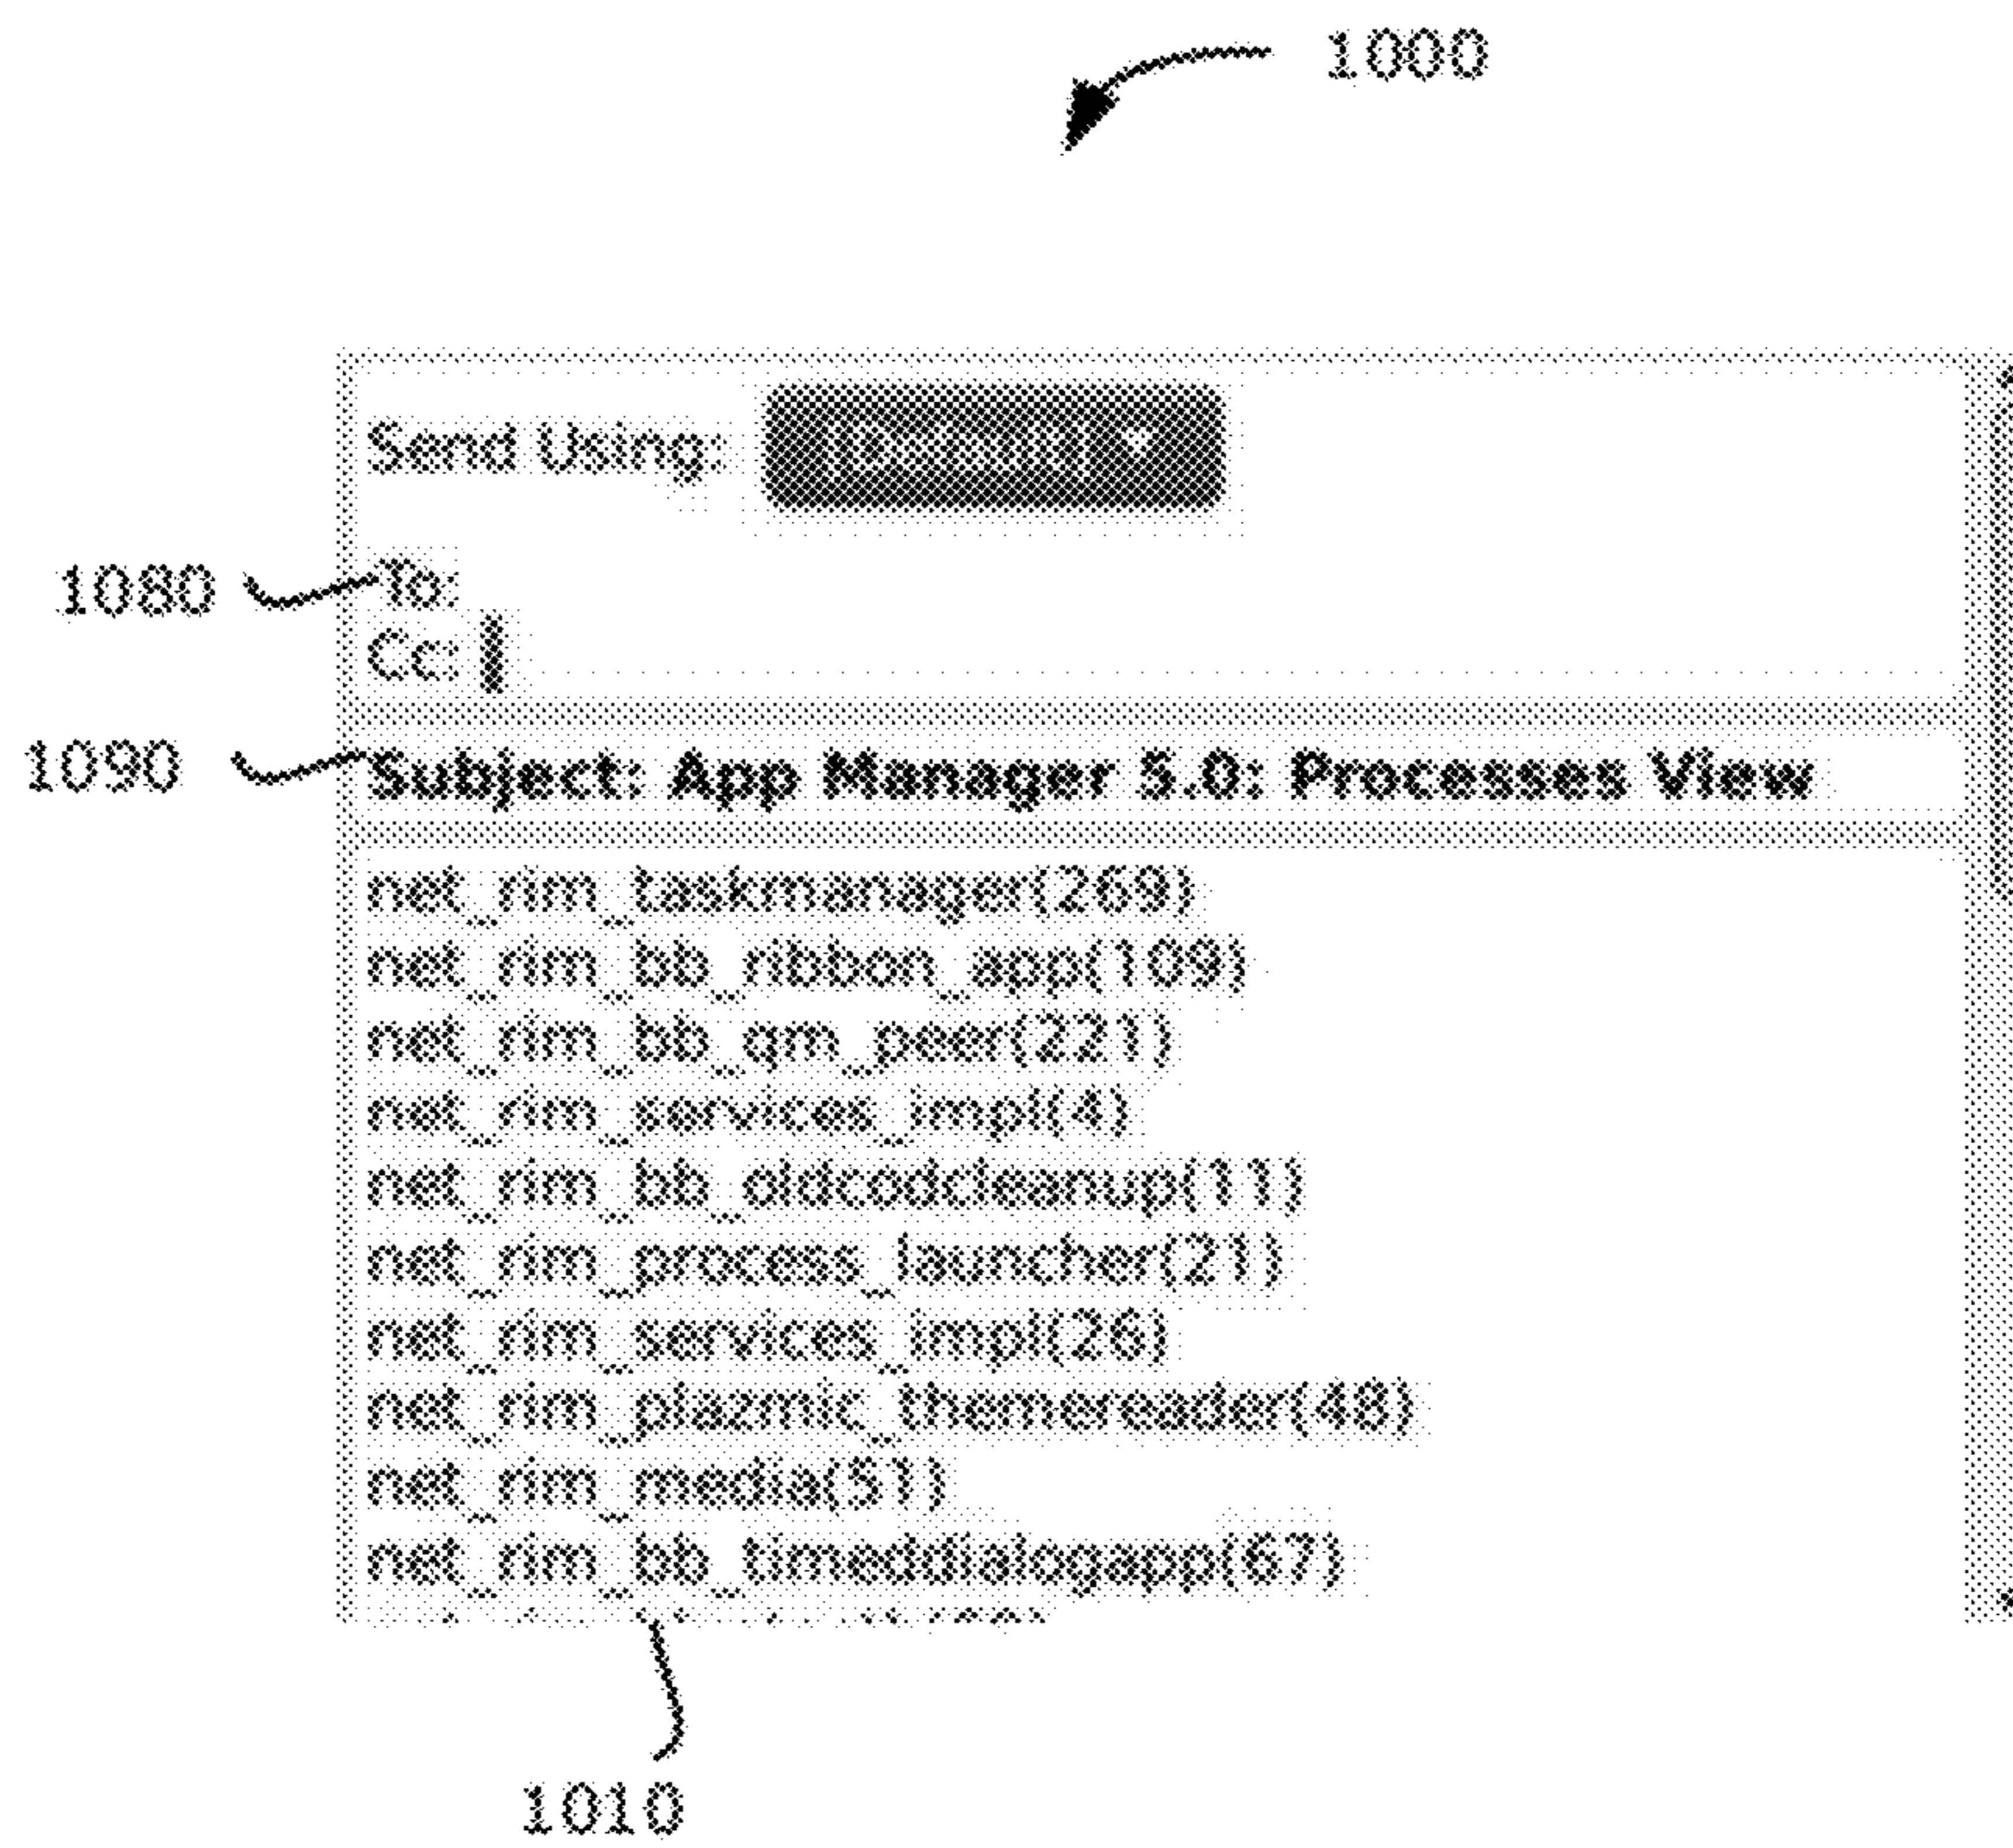 1000
Send Using:
1080
To:
Cc:
1090
Subject: App Manager 5.0: Processes View
net_rim_taskmanager(269)
net_rim_bb_ribbon_app(109)
net_rim_bb_qm_peer(221)
net_rim_services_impl(4)
net_rim_bb_oldcodcleanup(11)
net_rim_process_launcher(21)
net_rim_services_impl(26)
net_rim_plazmic_themereader(48)
net_rim_media(51)
net_rim_bb_timeddialogapp(67)
1010